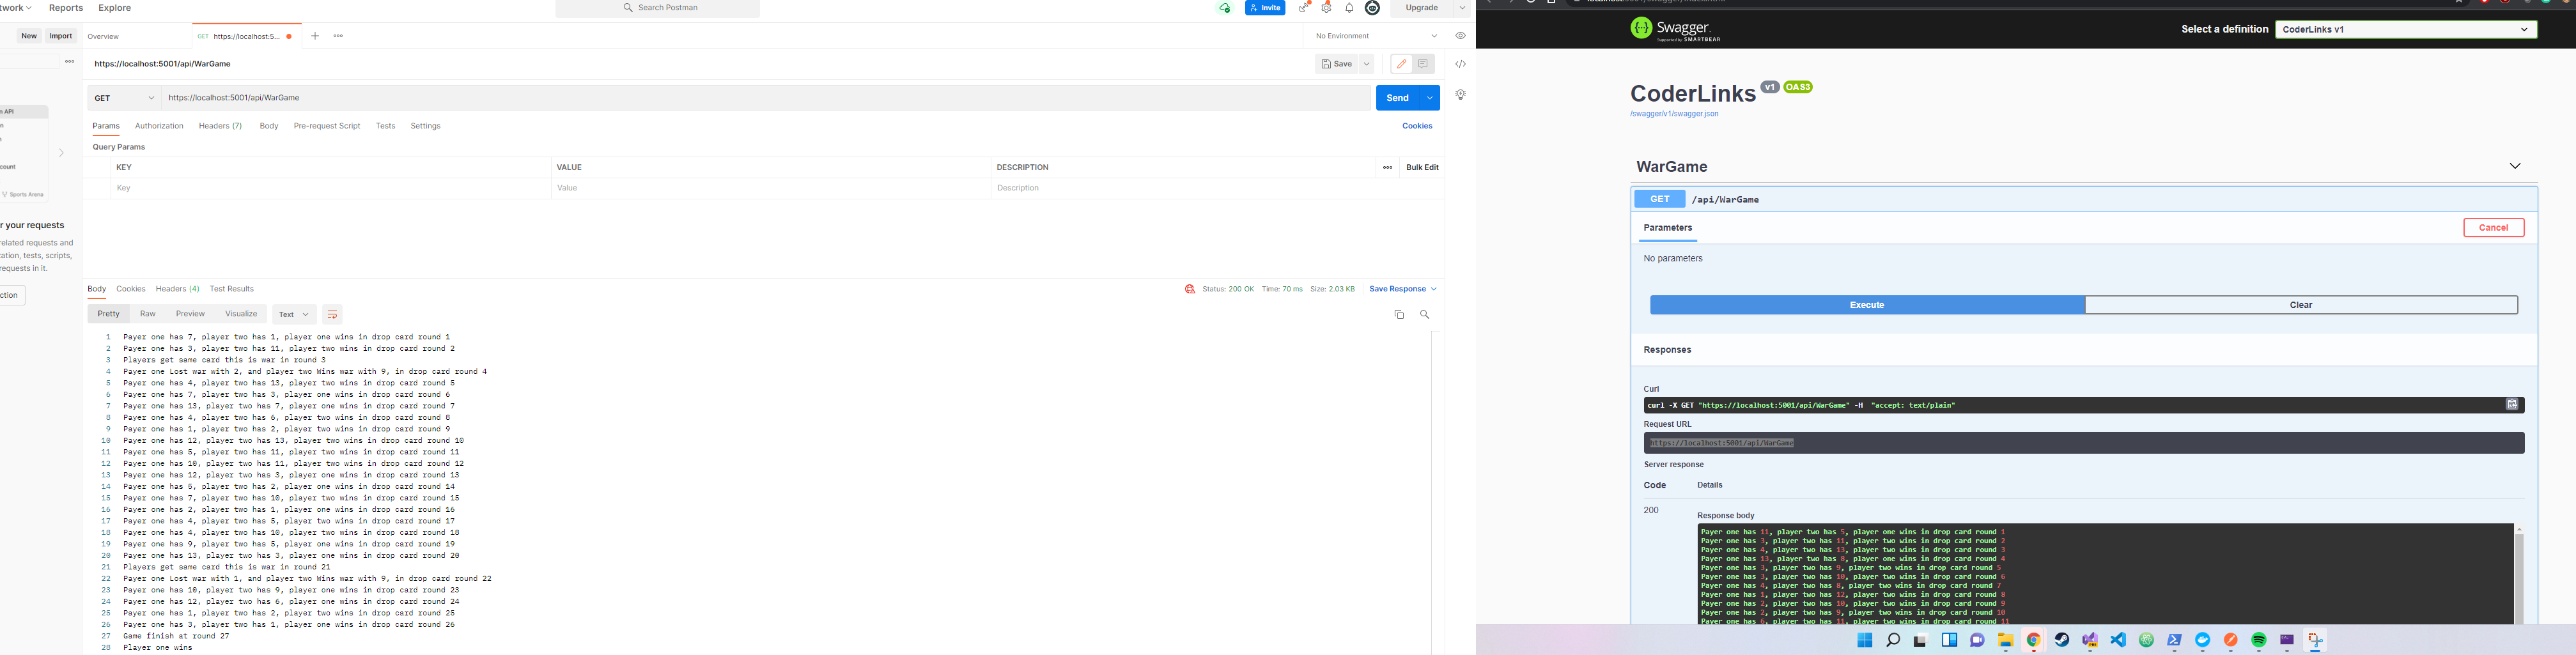 twork
Reports
Explore
Search Postman
Invite
Upgrade
New
Import
Overview
GET https://localhost:5...
No Environment
https://localhost:5001/api/WarGame
Save
GET
https://localhost:5001/api/WarGame
Send
Params
Authorization
Headers (7)
Body
Pre-request Script
Tests
Settings
Cookies
Query Params
KEY
VALUE
DESCRIPTION
Bulk Edit
Key
Value
Description
n API
count
Sports Arena
r your requests
related requests and
ation, tests, scripts,
requests in it.
ction
Body
Cookies
Headers (4)
Test Results
Status: 200 OK
Time: 70 ms
Size: 2.03 KB
Save Response
Pretty
Raw
Preview
Visualize
Text
1 Payer one has 7, player two has 1, player one wins in drop card round 1
2 Payer one has 3, player two has 11, player two wins in drop card round 2
3 Players get same card this is war in round 3
4 Payer one Lost war with 2, and player two Wins war with 9, in drop card round 4
5 Payer one has 4, player two has 13, player two wins in drop card round 5
6 Payer one has 7, player two has 3, player one wins in drop card round 6
7 Payer one has 13, player two has 7, player one wins in drop card round 7
8 Payer one has 4, player two has 6, player two wins in drop card round 8
9 Payer one has 1, player two has 2, player two wins in drop card round 9
10 Payer one has 12, player two has 13, player two wins in drop card round 10
11 Payer one has 5, player two has 11, player two wins in drop card round 11
12 Payer one has 10, player two has 11, player two wins in drop card round 12
13 Payer one has 12, player two has 3, player one wins in drop card round 13
14 Payer one has 5, player two has 2, player one wins in drop card round 14
15 Payer one has 7, player two has 10, player two wins in drop card round 15
16 Payer one has 2, player two has 1, player one wins in drop card round 16
17 Payer one has 4, player two has 5, player two wins in drop card round 17
18 Payer one has 4, player two has 10, player two wins in drop card round 18
19 Payer one has 9, player two has 5, player one wins in drop card round 19
20 Payer one has 13, player two has 3, player one wins in drop card round 20
21 Players get same card this is war in round 21
22 Payer one Lost war with 1, and player two Wins war with 9, in drop card round 22
23 Payer one has 10, player two has 9, player one wins in drop card round 23
24 Payer one has 12, player two has 6, player one wins in drop card round 24
25 Payer one has 1, player two has 2, player two wins in drop card round 25
26 Payer one has 3, player two has 1, player one wins in drop card round 26
27 Game finish at round 27
28 Player one wins
Swagger
Supported by SMARTBEAR
Select a definition
CoderLinks v1
CoderLinks v1 OAS3
/swagger/v1/swagger.json
WarGame
GET /api/WarGame
Parameters
Cancel
No parameters
Execute
Clear
Responses
Curl
curl -X GET "https://localhost:5001/api/WarGame" -H "accept: text/plain"
Request URL
https://localhost:5001/api/WarGame
Server response
Code
Details
200
Response body
Payer one has 11, player two has 5, player one wins in drop card round 1
Payer one has 3, player two has 11, player two wins in drop card round 2
Payer one has 4, player two has 13, player two wins in drop card round 3
Payer one has 13, player two has 8, player one wins in drop card round 4
Payer one has 3, player two has 9, player two wins in drop card round 5
Payer one has 3, player two has 10, player two wins in drop card round 6
Payer one has 4, player two has 8, player two wins in drop card round 7
Payer one has 1, player two has 12, player two wins in drop card round 8
Payer one has 2, player two has 10, player two wins in drop card round 9
Payer one has 2, player two has 9, player two wins in drop card round 10
Payer one has 6, player two has 11, player two wins in drop card round 11